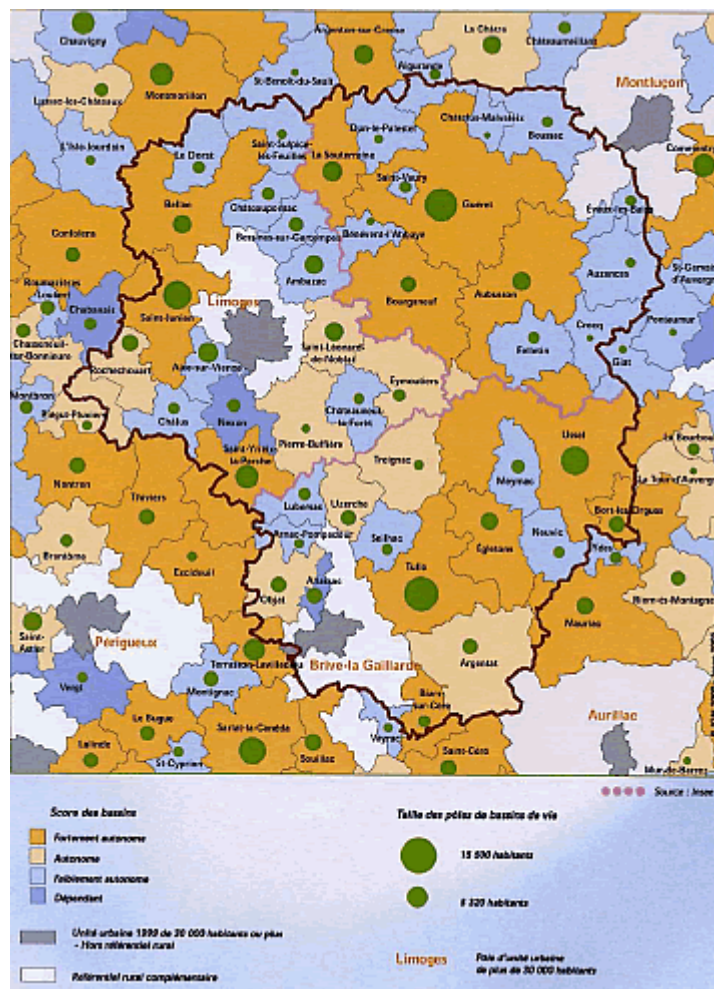 Chauvigny
Argenton-sur-Creuse
La Châtre
Châteaumeillant
Aigurande
St-Benoît-du-Sault
Montmorillon
Lussac-les-Châteaux
Montluçon
Chatelus-Malvaleix
Boussac
Dun-le-Palestel
Saint-Sulpice-
les-Feuilles
La Souterraine
L'Isle-Jourdain
Le Dorat
Commentry
Saint-Vaury
Guéret
Bellac
Châteauponsac
Évaux-les-Bains
Bénévent-l'Abbaye
Bessines-sur-Gartempe
Confolens
Ambazac
Auzances
St-Gervais-
d'Auvergne
Roumazières
-Loubert
Chabanais
Limoges
Saint-Junien
Bourganeuf
Aubusson
Pontaumur
Crocq
Felletin
Giat
Chasseneuil-
sur-Bonnieure
Rochechouart
Aixe-sur-Vienne
Saint-Léonard
de-Noblat
Eymoutiers
Montbron
Piégut-Pluviers
Châlus
Nexon
Châteauneuf-
la-Forêt
Pierre-Buffière
Ussel
La Bourboule
Saint-Yrieix
la-Perche
Treignac
Meymac
La Tour d'Auvergne
Nontron
Thiviers
Lubersac
Uzerche
Bort-les-Orgues
Arnac-Pompadour
Seilhac
Égletons
Neuvic
Ydes
Brantôme
Excideuil
Tulle
Objat
Allassac
Riom-ès-Montagnes
Mauriac
Saint-
Astier
Périgueux
Terrasson-Lavilledieu
Brive-la Gaillarde
Argentat
Vergt
Montignac
Aurillac
Le Bugue
Sarlat-la-Canéda
Lalinde
St-Cyprien
Souillac
Vayrac
Saint-Céré
Mur-de-Barrez
Source : Insee
Score des bassins
Fortement autonome
Autonome
Faiblement autonome
Dépendant
Unité urbaine 1999 de 30 000 habitants ou plus
- Hors référentiel rural
Référentiel rural complémentaire
Taille des pôles de bassins de vie
15 500 habitants
5 320 habitants
Limoges
Pôle d'unité urbaine
de plus de 30 000 habitants